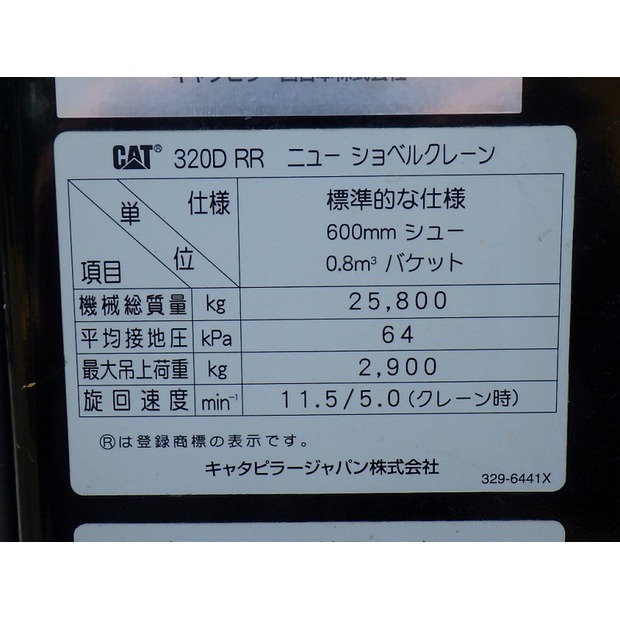 CAT® 320D RR ニュー ショベルクレーン
単位 仕様 項目
標準的な仕様
600mm シュー
0.8m³ バケット
機械総質量 kg 25,800
平均接地圧 kPa 64
最大吊上荷重 kg 2,900
旋回速度 min⁻¹ 11.5/5.0 (クレーン時)
Ⓡは登録商標の表示です。
キャタピラージャパン株式会社
329-6441X